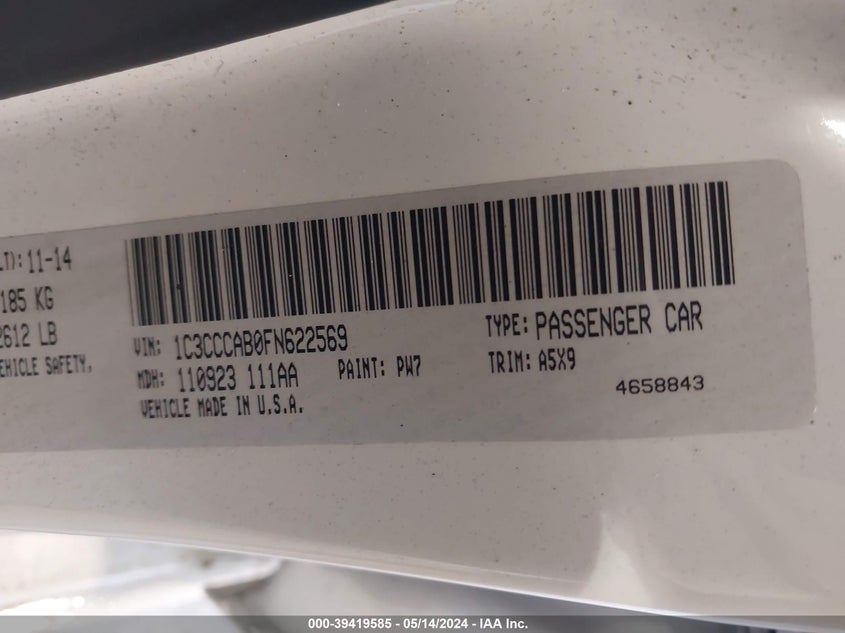 LT): 11-14
185 KG
2612 LB
EHICLE SAFETY.
VIN: 1C3CCCAB0FN622569
TYPE: PASSENGER CAR
MDH: 110923 111AA
PAINT: PW7
TRIM: A5X9
VEHICLE MADE IN U.S.A.
4658843
000-39419585 - 05/14/2024 - IAA Inc.